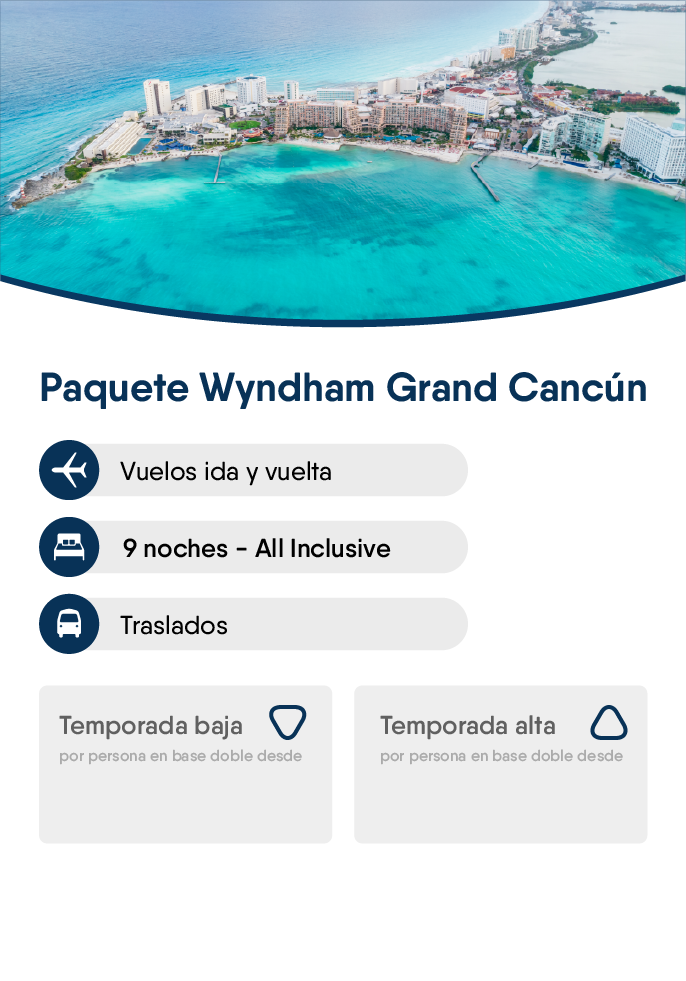 Paquete Wyndham Grand Cancún
Vuelos ida y vuelta
9 noches - All Inclusive
Traslados
Temporada baja
por persona en base doble desde
Temporada alta
por persona en base doble desde